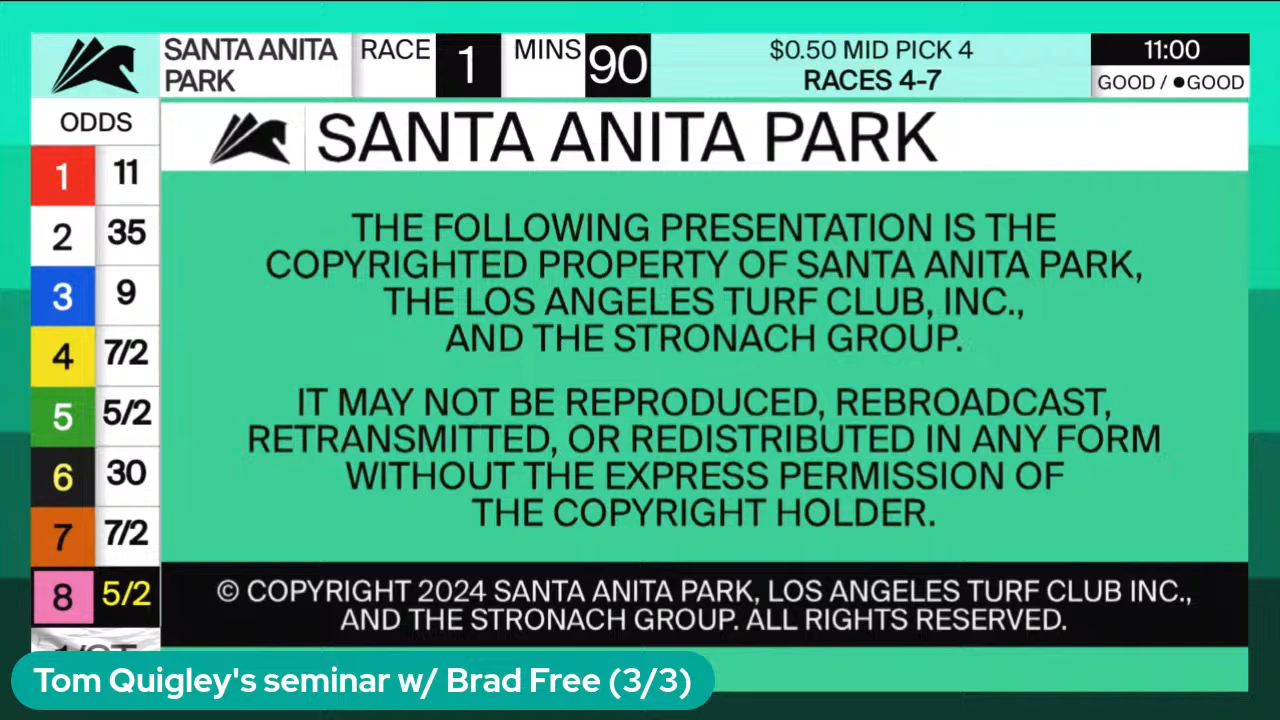 SANTA ANITA
PARK
RACE
1
MINS
90
$0.50 MID PICK 4
RACES 4-7
11:00
GOOD / ●GOOD
ODDS
SANTA ANITA PARK
1 11
2 35
3 9
4 7/2
5 5/2
6 30
7 7/2
8 5/2
THE FOLLOWING PRESENTATION IS THE
COPYRIGHTED PROPERTY OF SANTA ANITA PARK,
THE LOS ANGELES TURF CLUB, INC.,
AND THE STRONACH GROUP.
IT MAY NOT BE REPRODUCED, REBROADCAST,
RETRANSMITTED, OR REDISTRIBUTED IN ANY FORM
WITHOUT THE EXPRESS PERMISSION OF
THE COPYRIGHT HOLDER.
© COPYRIGHT 2024 SANTA ANITA PARK, LOS ANGELES TURF CLUB INC.,
AND THE STRONACH GROUP. ALL RIGHTS RESERVED.
Tom Quigley's seminar w/ Brad Free (3/3)